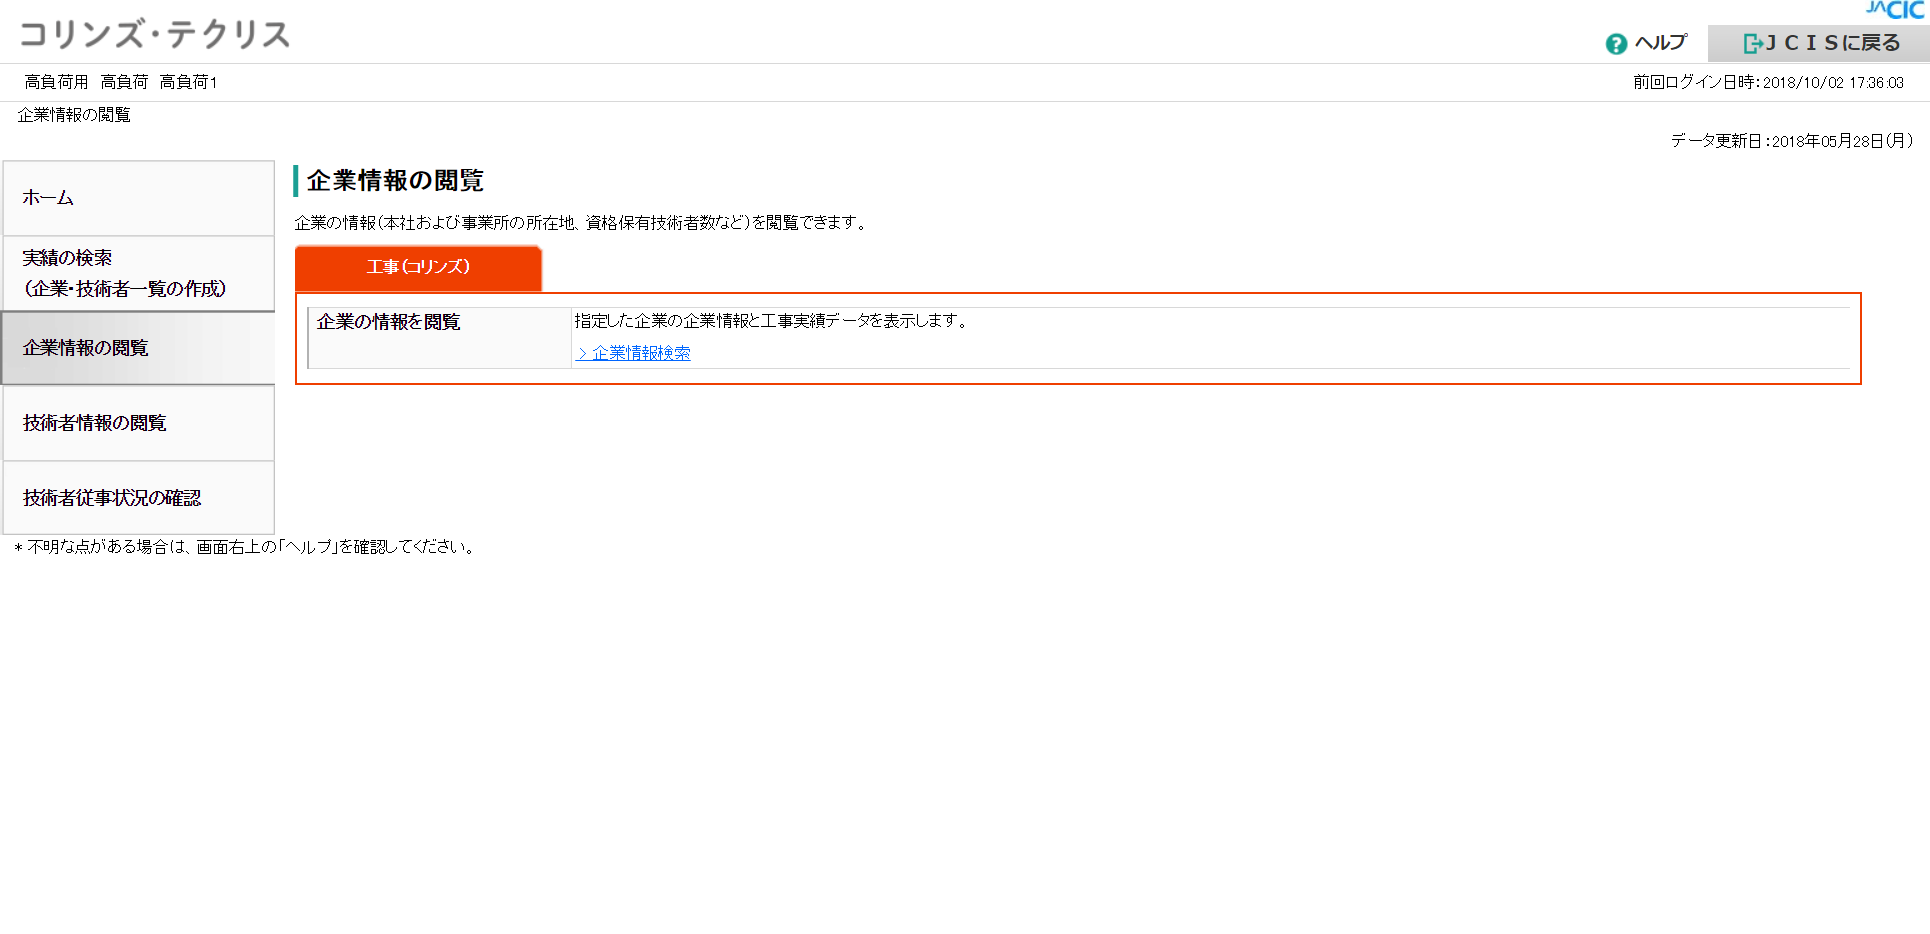 JACIC
コリンズ・テクリス
ヘルプ
ＪＣＩＳに戻る
高負荷用 高負荷 高負荷1
前回ログイン日時：2018/10/02 17:36:03
企業情報の閲覧
データ更新日：2018年05月28日(月)
ホーム
実績の検索
（企業・技術者一覧の作成）
企業情報の閲覧
技術者情報の閲覧
技術者従事状況の確認
企業情報の閲覧
企業の情報（本社および事業所の所在地、資格保有技術者数など）を閲覧できます。
工事（コリンズ）
企業の情報を閲覧
指定した企業の企業情報と工事実績データを表示します。
＞企業情報検索
* 不明な点がある場合は、画面右上の「ヘルプ」を確認してください。